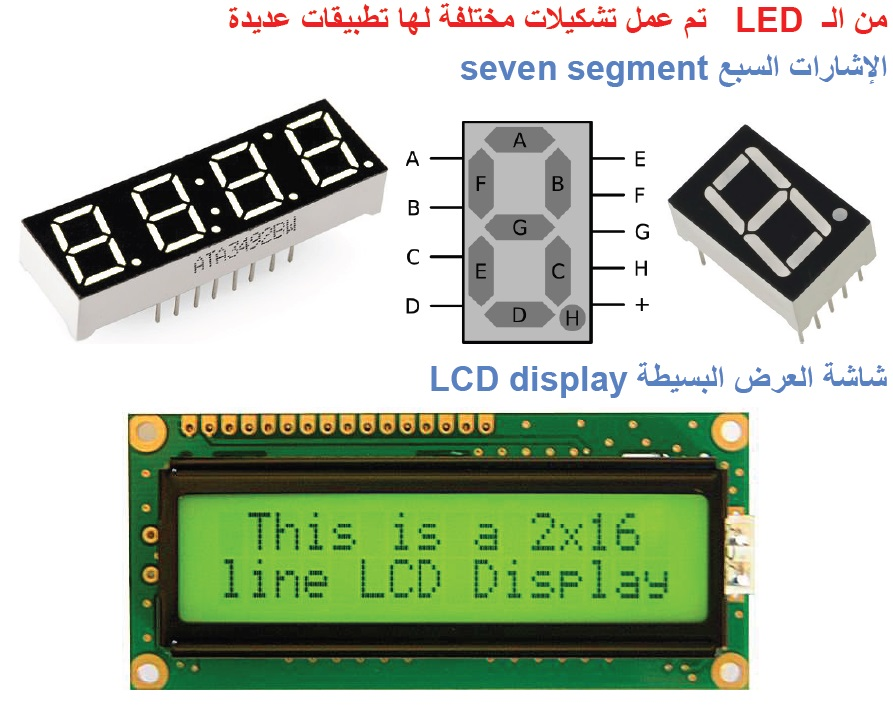 من الـ LED تم عمل تشكيلات مختلفة لها تطبيقات عديدة
الإشارات السبع seven segment
ATA3492BW
A
B
C
D
A
F
B
G
E
C
D
H
E
F
G
H
+
شاشة العرض البسيطة LCD display
This is a 2x16
line LCD Display